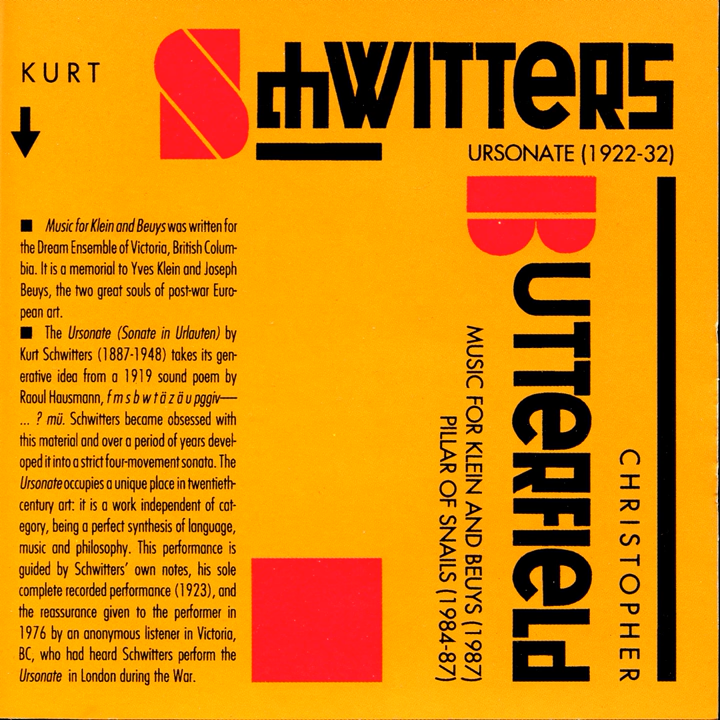 KURT
SchWITTeRS
URSONATE (1922-32)
■ Music for Klein and Beuys was written for
the Dream Ensemble of Victoria, British Colum-
bia. It is a memorial to Yves Klein and Joseph
Beuys, the two great souls of post-war Euro-
pean art.
■ The Ursonate (Sonate in Urlauten) by
Kurt Schwitters (1887-1948) takes its gen-
erative idea from a 1919 sound poem by
Raoul Hausmann, f m s b w t ä z ä u pggiv—
... ? mü. Schwitters became obsessed with
this material and over a period of years devel-
oped it into a strict four-movement sonata. The
Ursonate occupies a unique place in twentieth-
century art: it is a work independent of cat-
egory, being a perfect synthesis of language,
music and philosophy. This performance is
guided by Schwitters' own notes, his sole
complete recorded performance (1923), and
the reassurance given to the performer in
1976 by an anonymous listener in Victoria,
BC, who had heard Schwitters perform the
Ursonate in London during the War.
CHRISTOPHER
BUTTeRFIeld
MUSIC FOR KLEIN AND BEUYS (1987)
PILLAR OF SNAILS (1984-87)